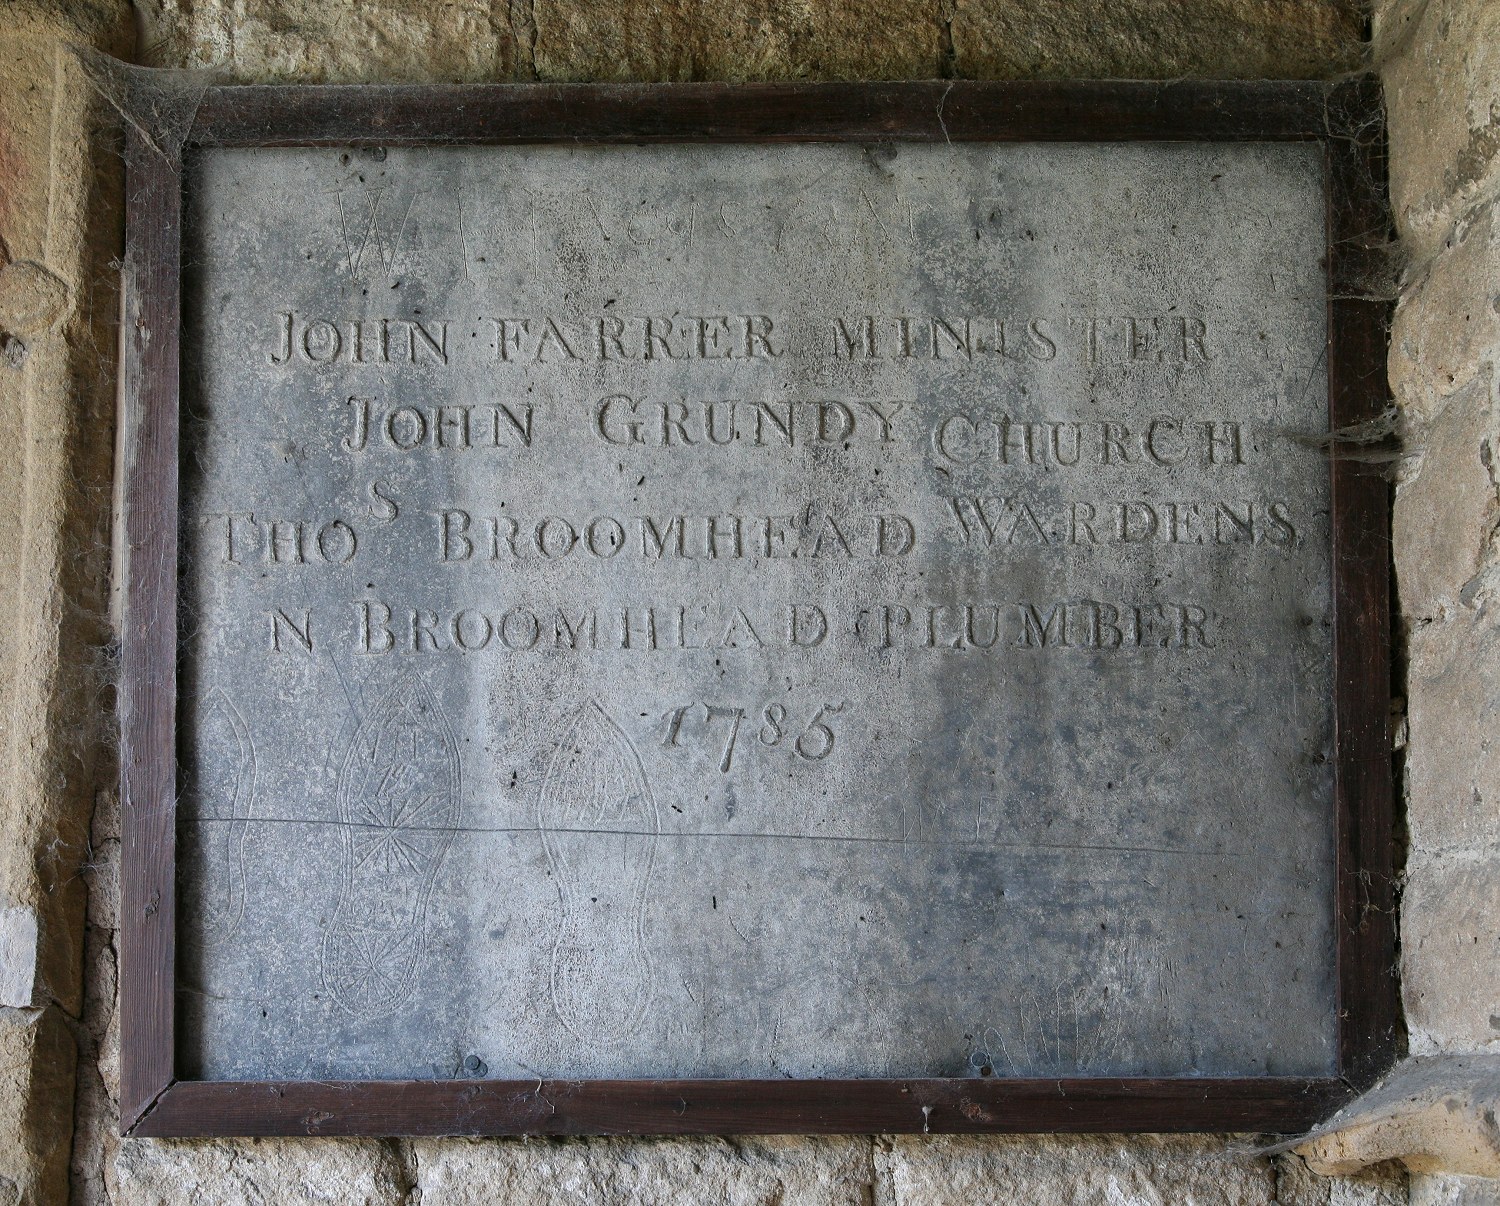 JOHN FARRER MINISTER
JOHN GRUNDY CHURCH
THOS BROOMHEAD WARDENS
N BROOMHEAD PLUMBER
1785